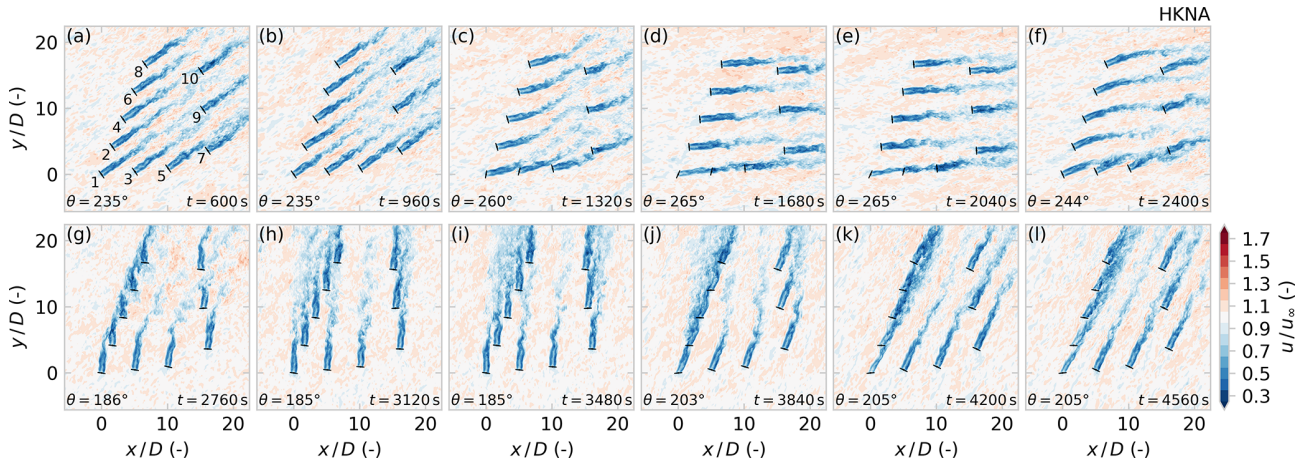 HKNA
(a) (b) (c) (d) (e) (f)
20
10
0
y / D (-)
8
10
6
4
9
2
7
1
3
5
θ = 235° t = 600 s
θ = 235° t = 960 s
θ = 260° t = 1320 s
θ = 265° t = 1680 s
θ = 265° t = 2040 s
θ = 244° t = 2400 s
(g) (h) (i) (j) (k) (l)
20
10
0
y / D (-)
θ = 186° t = 2760 s
θ = 185° t = 3120 s
θ = 185° t = 3480 s
θ = 203° t = 3840 s
θ = 205° t = 4200 s
θ = 205° t = 4560 s
0 10 20 0 10 20 0 10 20 0 10 20 0 10 20 0 10 20
x / D (-) x / D (-) x / D (-) x / D (-) x / D (-) x / D (-)
1.7
1.5
1.3
1.1
0.9
0.7
0.5
0.3
u/u∞ (-)